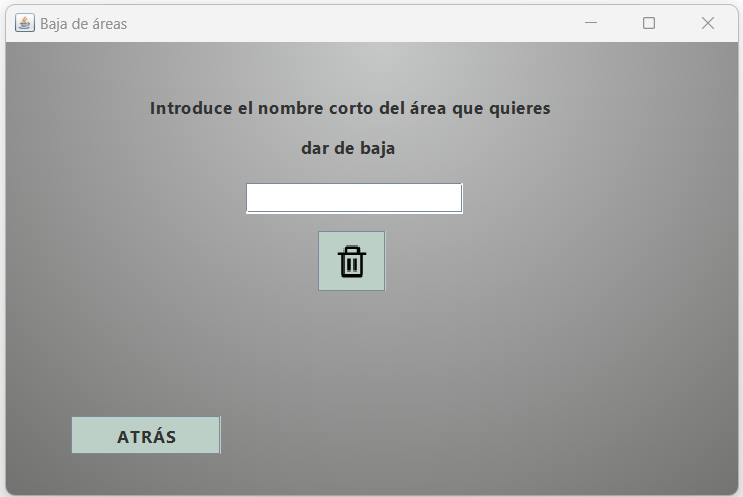 Baja de áreas
Introduce el nombre corto del área que quieres
dar de baja
ATRÁS